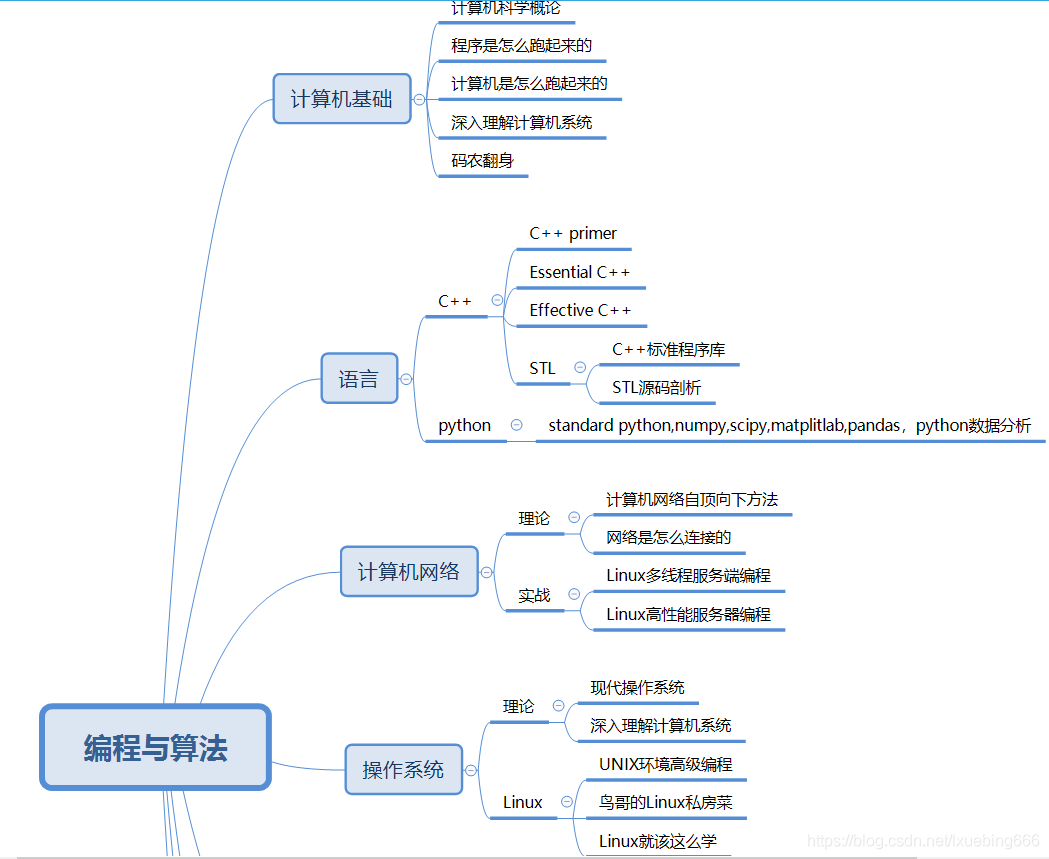 计算机科学概论
程序是怎么跑起来的
计算机基础
计算机是怎么跑起来的
深入理解计算机系统
码农翻身
C++ primer
Essential C++
C++
Effective C++
C++标准程序库
STL
语言
STL源码剖析
python
standard python,numpy,scipy,matplitlab,pandas，python数据分析
计算机网络自顶向下方法
理论
网络是怎么连接的
计算机网络
Linux多线程服务端编程
实战
Linux高性能服务器编程
现代操作系统
理论
深入理解计算机系统
编程与算法
操作系统
UNIX环境高级编程
Linux
鸟哥的Linux私房菜
Linux就该这么学
https://blog.csdn.net/lxuebing666